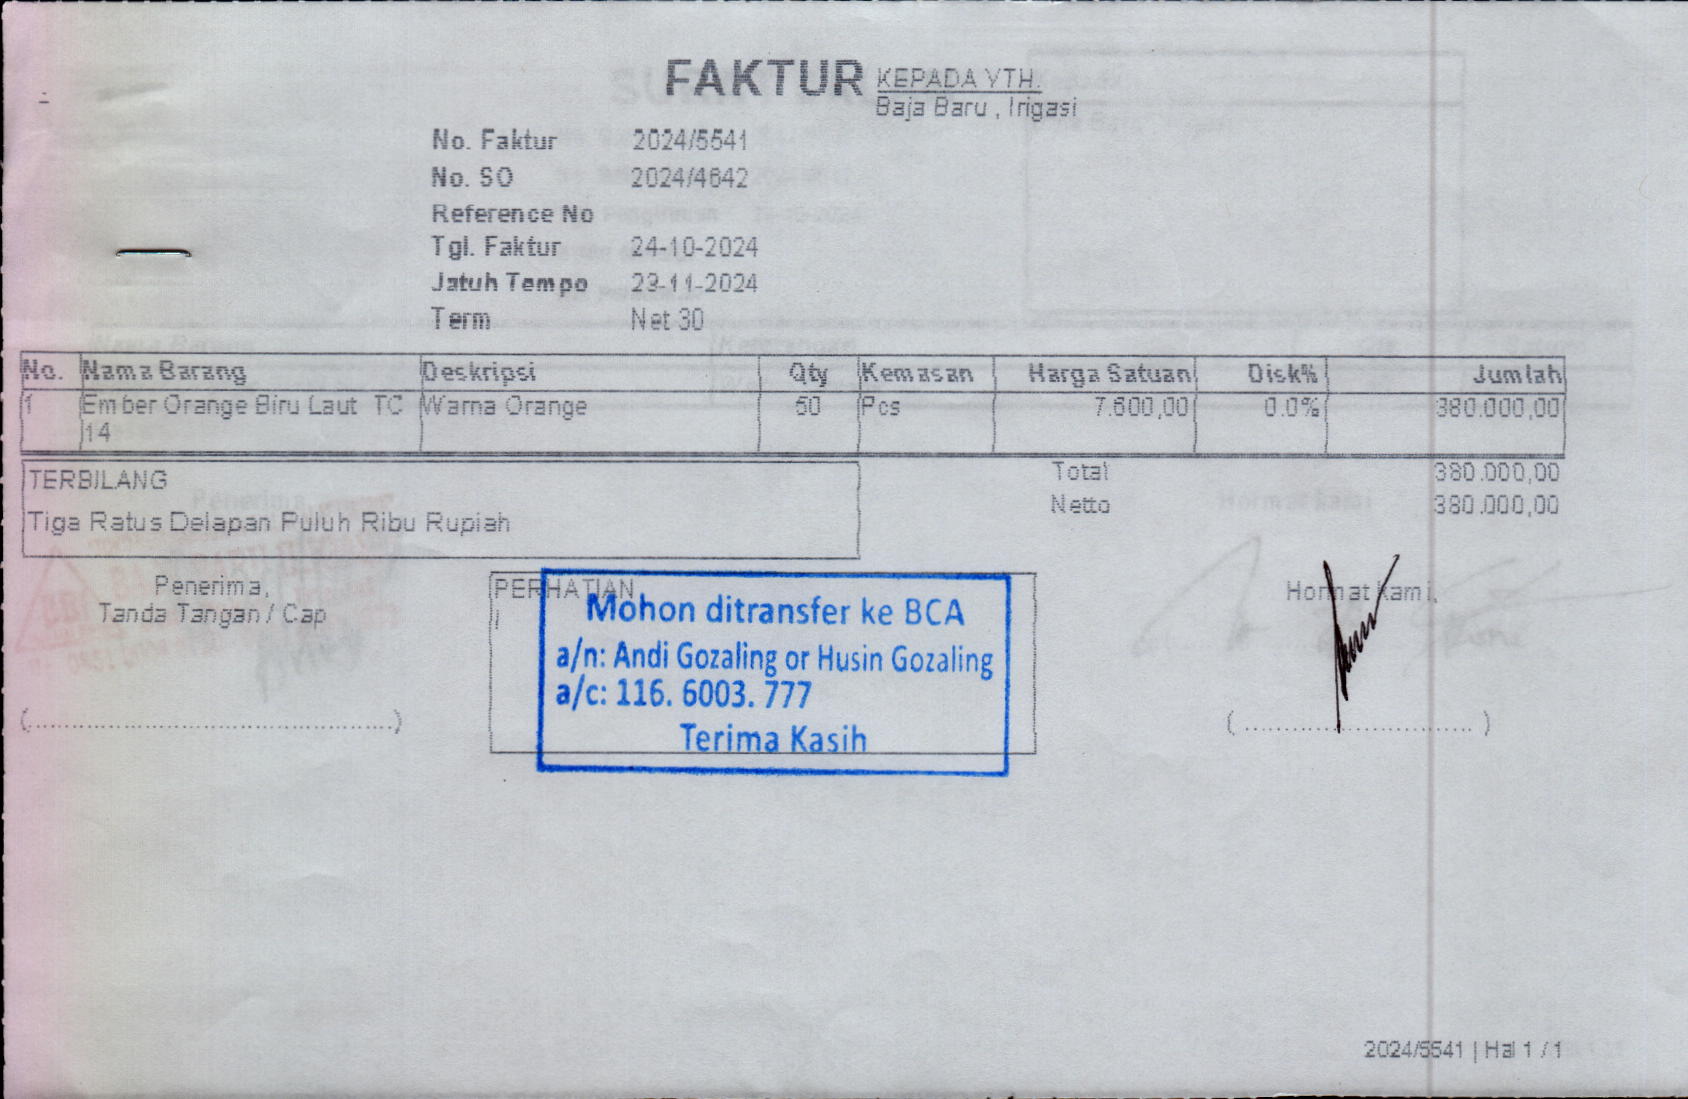 FAKTUR
KEPADA YTH.
Baja Baru , Irigasi
No. Faktur 2024/5541
No. SO 2024/4642
Reference No
Tgl. Faktur 24-10-2024
Jatuh Tempo 23-11-2024
Term Net 30
No. Nama Barang Deskripsi Qty Kemasan Harga Satuan Disk% Jumlah
1 Ember Orange Biru Laut TC Warna Orange 50 Pcs 7.600,00 0.0% 380.000,00
14
TERBILANG Total 380.000,00
Netto 380.000,00
Tiga Ratus Delapan Puluh Ribu Rupiah
Penerima, PERHATIAN Hormat kami,
Tanda Tangan / Cap
Mohon ditransfer ke BCA
a/n: Andi Gozaling or Husin Gozaling
a/c: 116. 6003. 777
Terima Kasih
(......................................................) (.................................)
2024/5541 | Hal 1 / 1